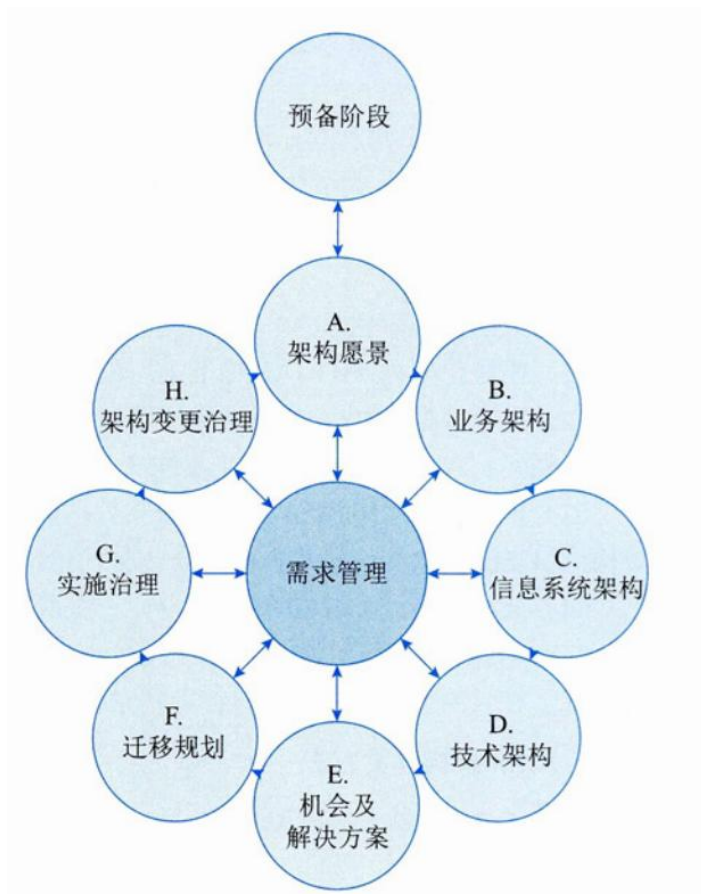 预备阶段
A.
架构愿景
B.
业务架构
C.
信息系统架构
D.
技术架构
E.
机会及
解决方案
F.
迁移规划
G.
实施治理
H.
架构变更治理
需求管理